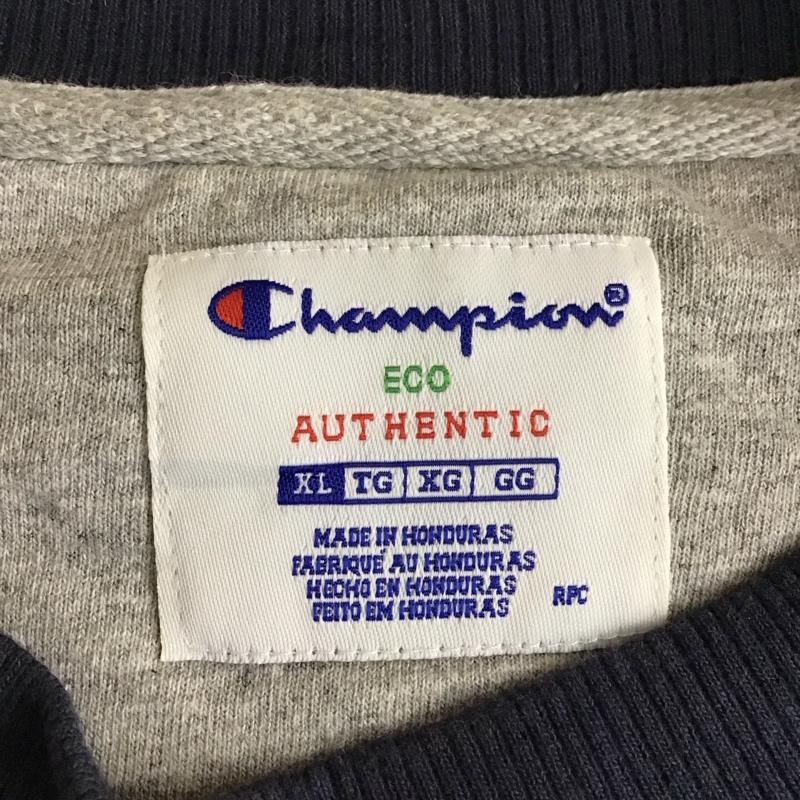 Champion®
ECO
AUTHENTIC
XL TG XG GG
MADE IN HONDURAS
FABRIQUÉ AU HONDURAS
HECHO EN HONDURAS
FEITO EM HONDURAS RPC